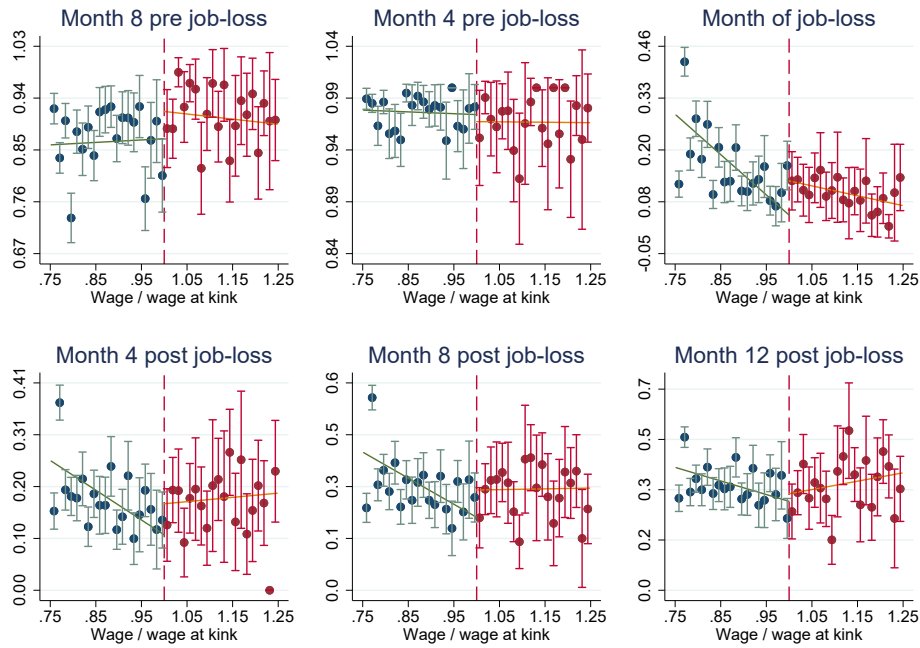 Month 8 pre job-loss
1.03
0.94
0.85
0.76
0.67
.75 .85 .95 1.05 1.15 1.25
Wage / wage at kink
Month 4 pre job-loss
1.04
0.99
0.94
0.89
0.84
.75 .85 .95 1.05 1.15 1.25
Wage / wage at kink
Month of job-loss
0.46
0.33
0.20
0.08
-0.05
.75 .85 .95 1.05 1.15 1.25
Wage / wage at kink
Month 4 post job-loss
0.41
0.31
0.20
0.10
0.00
.75 .85 .95 1.05 1.15 1.25
Wage / wage at kink
Month 8 post job-loss
0.6
0.5
0.3
0.2
0.0
.75 .85 .95 1.05 1.15 1.25
Wage / wage at kink
Month 12 post job-loss
0.7
0.5
0.3
0.2
0.0
.75 .85 .95 1.05 1.15 1.25
Wage / wage at kink